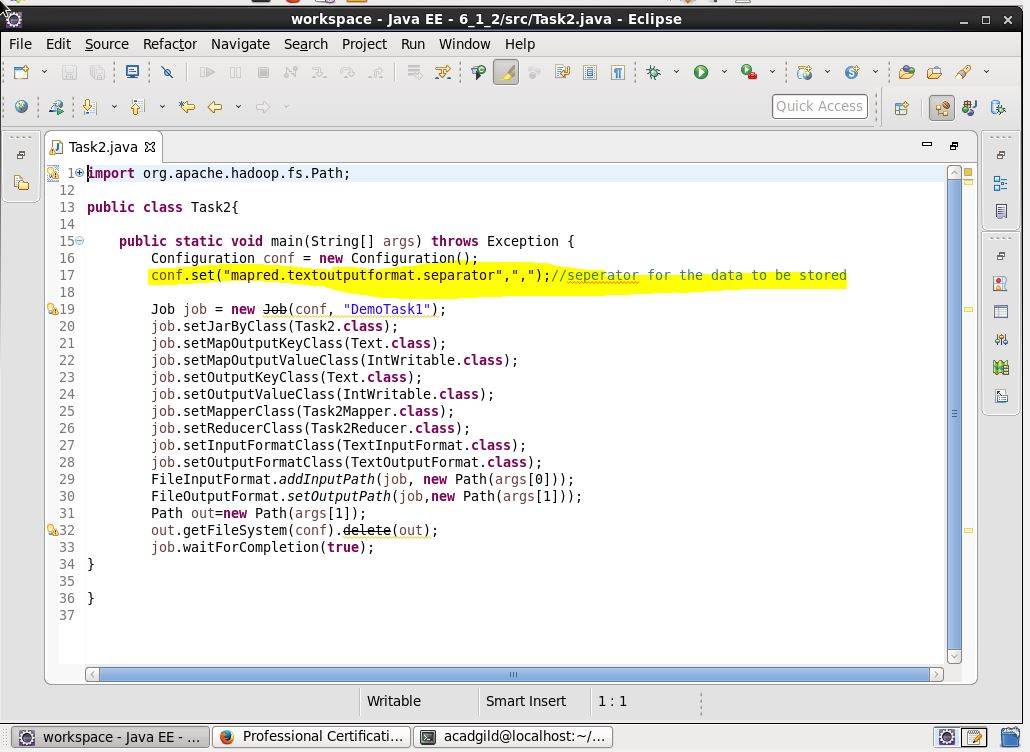 workspace - Java EE - 6_1_2/src/Task2.java - Eclipse
File Edit Source Refactor Navigate Search Project Run Window Help
Quick Access
Task2.java
1 import org.apache.hadoop.fs.Path;
12
13 public class Task2{
14
15 public static void main(String[] args) throws Exception {
16 Configuration conf = new Configuration();
17 conf.set("mapred.textoutputformat.separator",",");//seperator for the data to be stored
18
19 Job job = new Job(conf, "DemoTask1");
20 job.setJarByClass(Task2.class);
21 job.setMapOutputKeyClass(Text.class);
22 job.setMapOutputValueClass(IntWritable.class);
23 job.setOutputKeyClass(Text.class);
24 job.setOutputValueClass(IntWritable.class);
25 job.setMapperClass(Task2Mapper.class);
26 job.setReducerClass(Task2Reducer.class);
27 job.setInputFormatClass(TextInputFormat.class);
28 job.setOutputFormatClass(TextOutputFormat.class);
29 FileInputFormat.addInputPath(job, new Path(args[0]));
30 FileOutputFormat.setOutputPath(job,new Path(args[1]));
31 Path out=new Path(args[1]);
32 out.getFileSystem(conf).delete(out);
33 job.waitForCompletion(true);
34 }
35
36 }
37
Writable Smart Insert 1 : 1
workspace - Java EE - ... Professional Certificati... acadgild@localhost:~/...